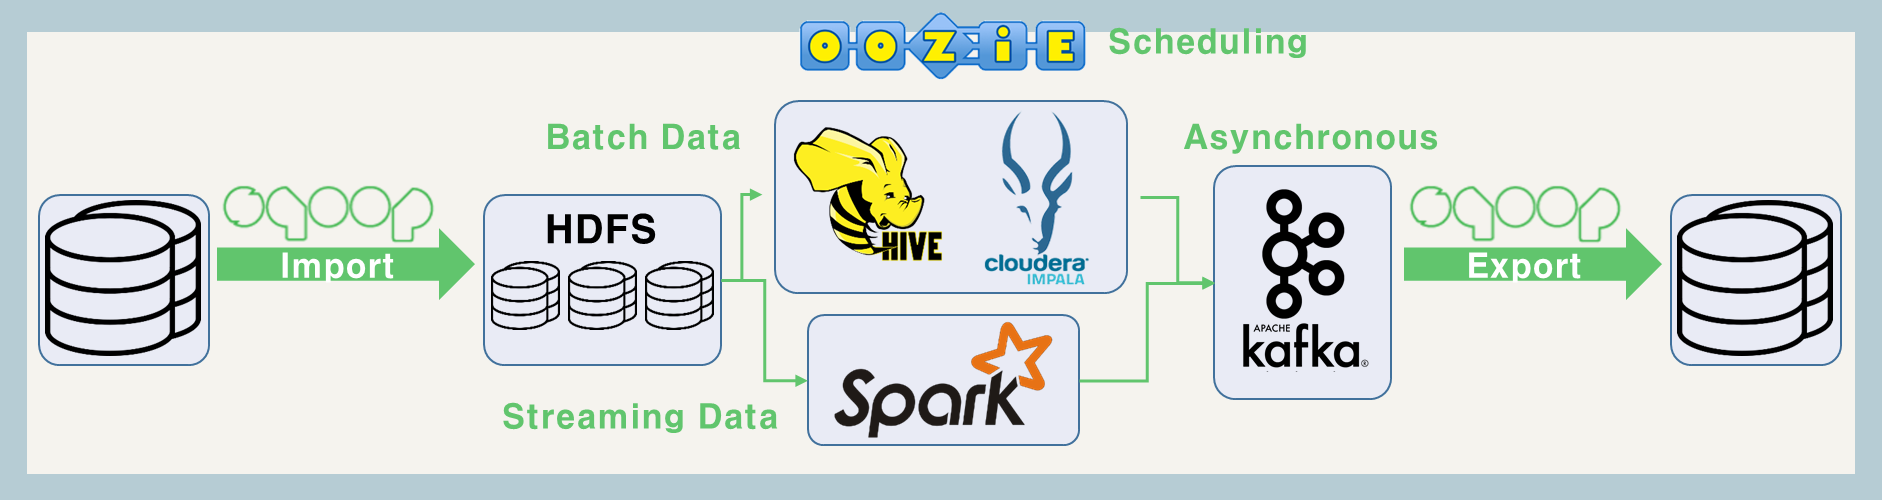 OOZiE Scheduling
Batch Data
Asynchronous
sqoop
Import
HDFS
HIVE
cloudera
IMPALA
APACHE
kafka®
sqoop
Export
Streaming Data
Spark